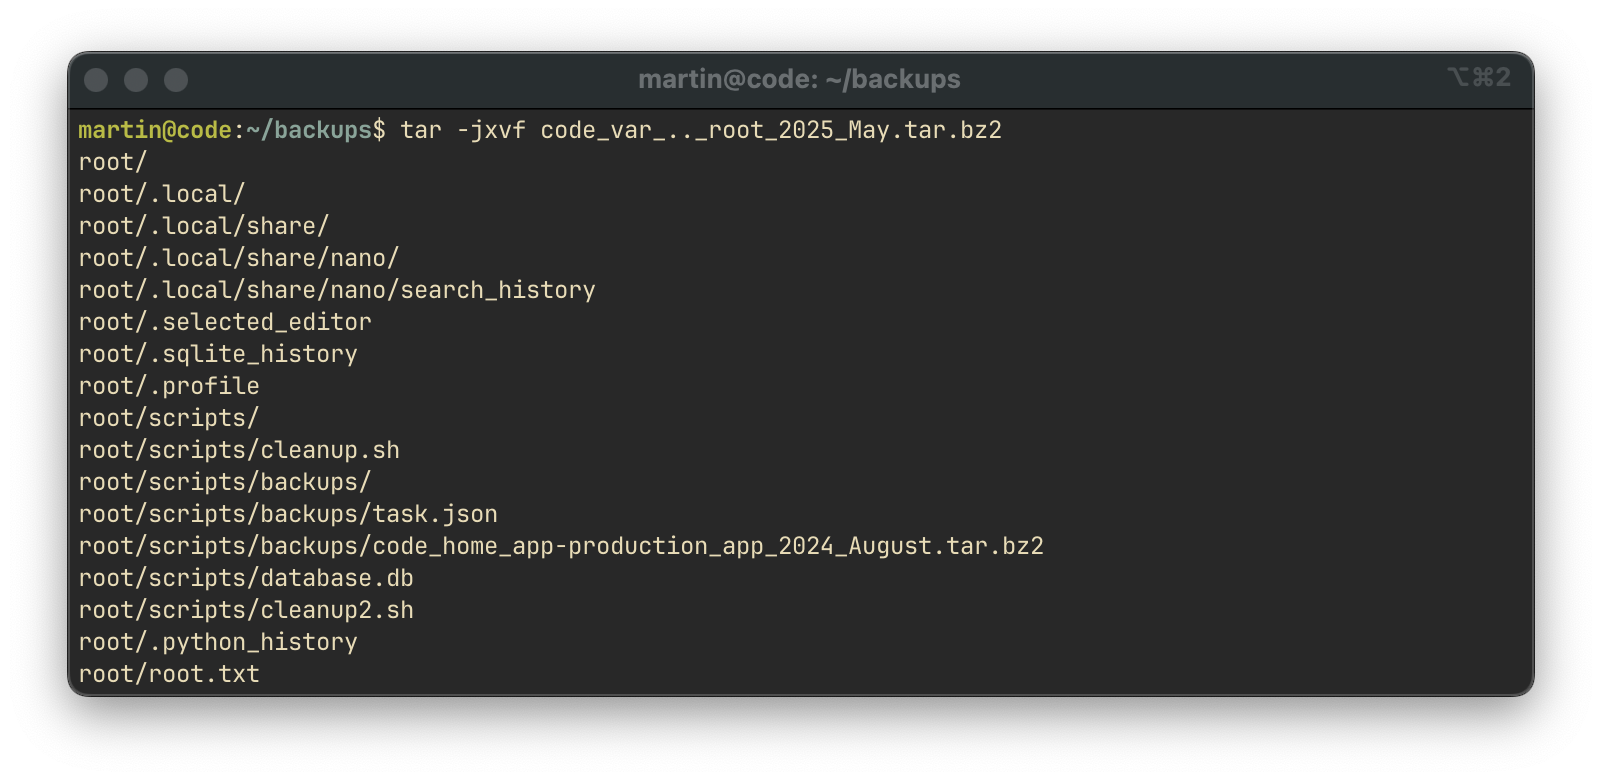 martin@code: ~/backups
⌥⌘2
martin@code:~/backups$ tar -jxvf code_var_.._root_2025_May.tar.bz2
root/
root/.local/
root/.local/share/
root/.local/share/nano/
root/.local/share/nano/search_history
root/.selected_editor
root/.sqlite_history
root/.profile
root/scripts/
root/scripts/cleanup.sh
root/scripts/backups/
root/scripts/backups/task.json
root/scripts/backups/code_home_app-production_app_2024_August.tar.bz2
root/scripts/database.db
root/scripts/cleanup2.sh
root/.python_history
root/root.txt